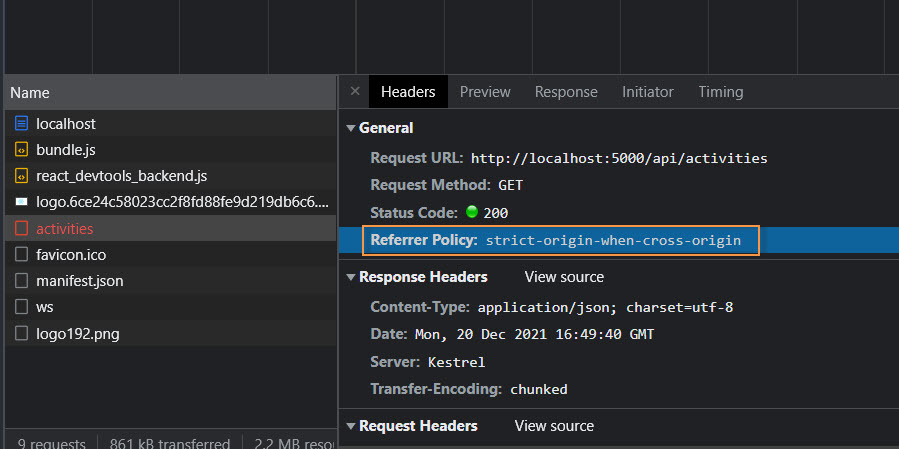 Name
× Headers Preview Response Initiator Timing
localhost
bundle.js
react_devtools_backend.js
logo.6ce24c58023cc2f8fd88fe9d219db6c6....
activities
favicon.ico
manifest.json
ws
logo192.png
9 requests 861 kB transferred 2.2 MB resou
General
Request URL: http://localhost:5000/api/activities
Request Method: GET
Status Code: 200
Referrer Policy: strict-origin-when-cross-origin
Response Headers View source
Content-Type: application/json; charset=utf-8
Date: Mon, 20 Dec 2021 16:49:40 GMT
Server: Kestrel
Transfer-Encoding: chunked
Request Headers View source